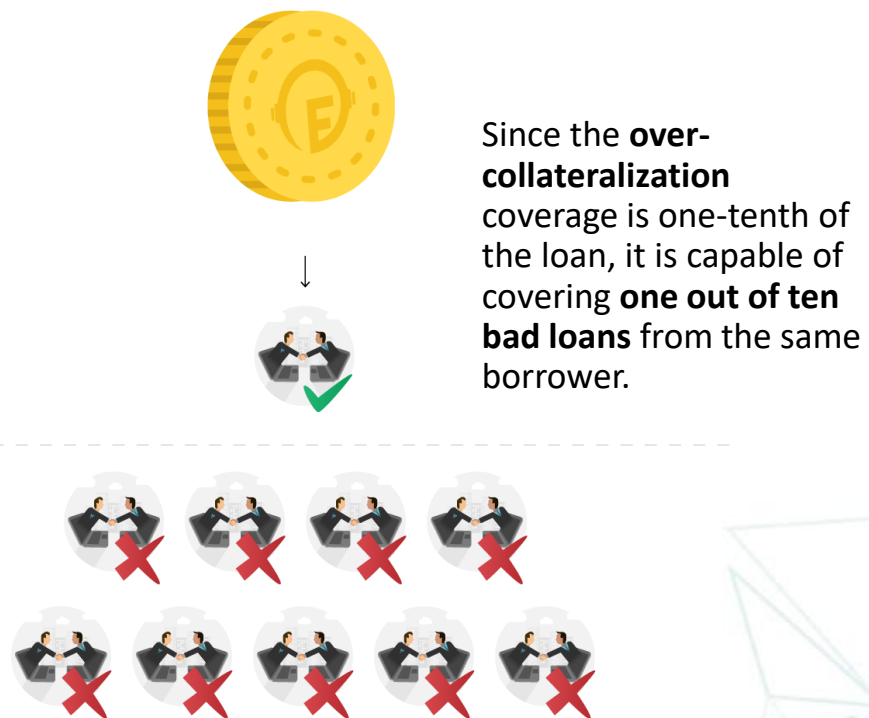 Since the over-
collateralization
coverage is one-tenth of
the loan, it is capable of
covering one out of ten
bad loans from the same
borrower.